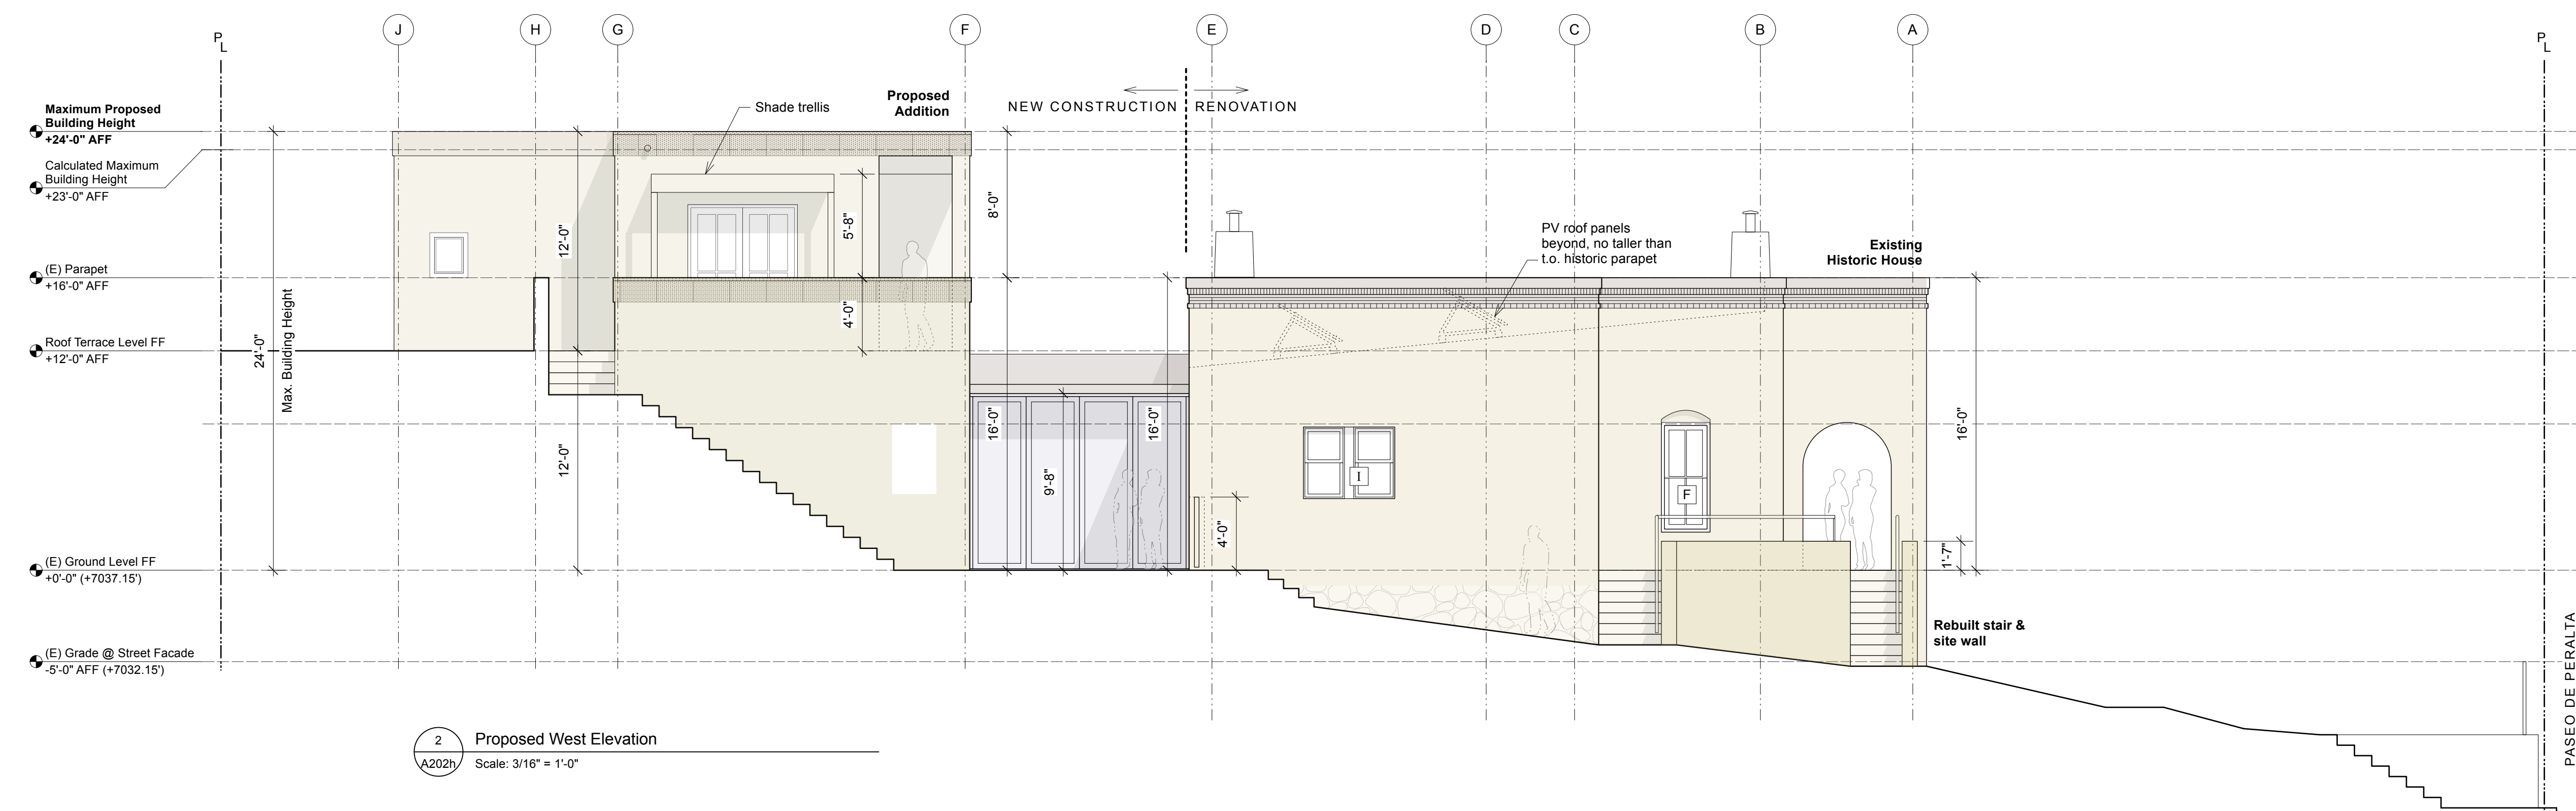 P
L
J
H
G
F
E
D
C
B
A
P
L
Maximum Proposed
Building Height
+24'-0" AFF
Calculated Maximum
Building Height
+23'-0" AFF
(E) Parapet
+16'-0" AFF
Roof Terrace Level FF
+12'-0" AFF
(E) Ground Level FF
+0'-0" (+7037.15')
(E) Grade @ Street Facade
-5'-0" AFF (+7032.15')
24'-0"
Max. Building Height
12'-0"
12'-0"
Shade trellis
Proposed
Addition
5'-8"
4'-0"
8'-0"
16'-0"
9'-8"
16'-0"
NEW CONSTRUCTION
RENOVATION
4'-0"
PV roof panels
beyond, no taller than
t.o. historic parapet
Existing
Historic House
I
F
16'-0"
1'-7"
Rebuilt stair &
site wall
PASEO DE PERALTA
2
A202h
Proposed West Elevation
Scale: 3/16" = 1'-0"